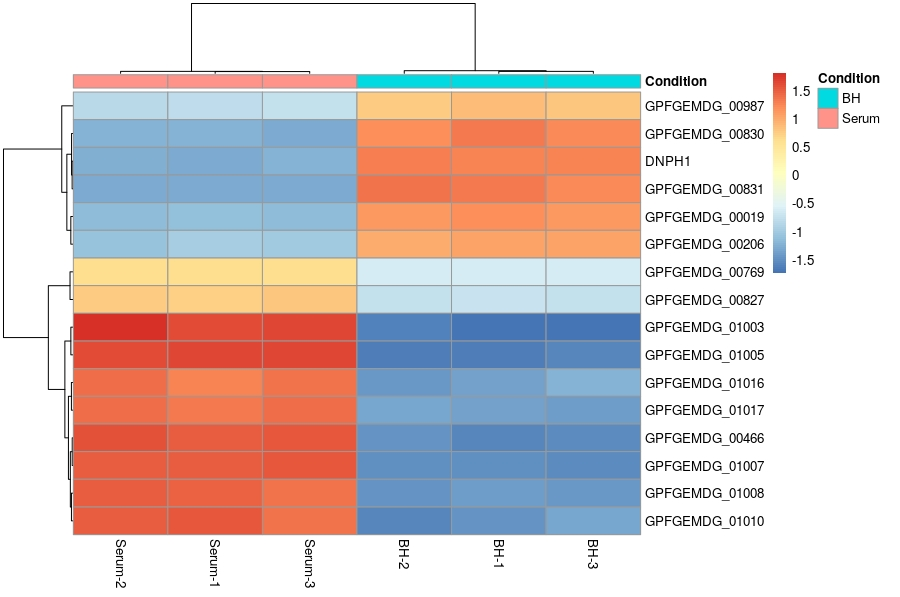 Condition
GPFGEMDG_00987
GPFGEMDG_00830
DNPH1
GPFGEMDG_00831
GPFGEMDG_00019
GPFGEMDG_00206
GPFGEMDG_00769
GPFGEMDG_00827
GPFGEMDG_01003
GPFGEMDG_01005
GPFGEMDG_01016
GPFGEMDG_01017
GPFGEMDG_00466
GPFGEMDG_01007
GPFGEMDG_01008
GPFGEMDG_01010
Serum-2
Serum-1
Serum-3
BH-2
BH-1
BH-3
1.5
1
0.5
0
-0.5
-1
-1.5
Condition
BH
Serum